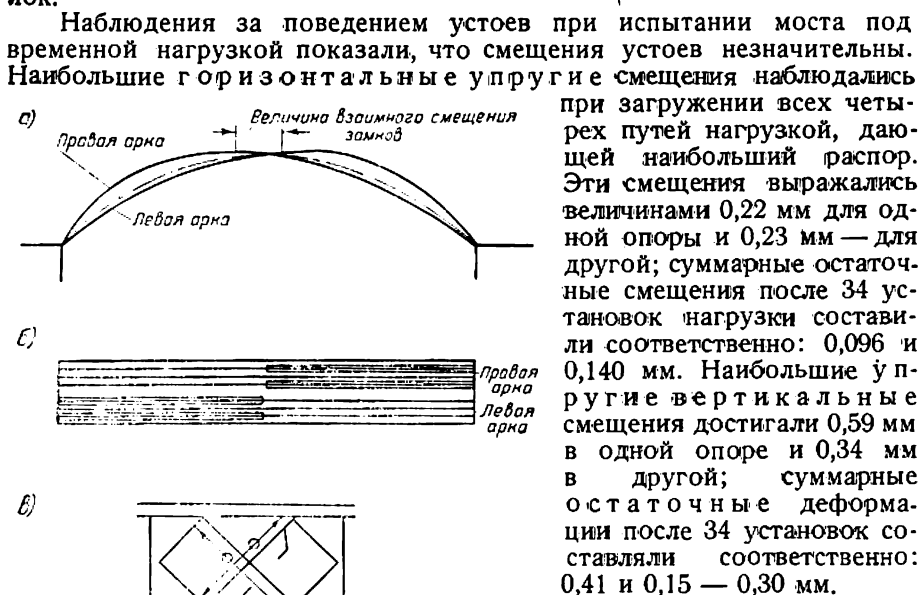 лок.
Наблюдения за поведением устоев при испытании моста под
временной нагрузкой показали, что смещения устоев незначительны.
Наибольшие горизонтальные упругие смещения наблюдались
а)
Величина взаимного смещения
замков
Правая арка
Левая арка
при загружении всех четы-
рех путей нагрузкой, даю-
щей наибольший распор.
Эти смещения выражались
величинами 0,22 мм для од-
ной опоры и 0,23 мм — для
другой; суммарные остаточ-
ные смещения после 34 ус-
тановок нагрузки состави-
ли соответственно: 0,096 и
0,140 мм. Наибольшие уп-
ругие вертикальные
смещения достигали 0,59 мм
в одной опоре и 0,34 мм
в другой; суммарные
остаточные деформа-
ции после 34 установок со-
ставляли соответственно:
0,41 и 0,15 — 0,30 мм.
б)
Правая
арка
Левая
арка
в)